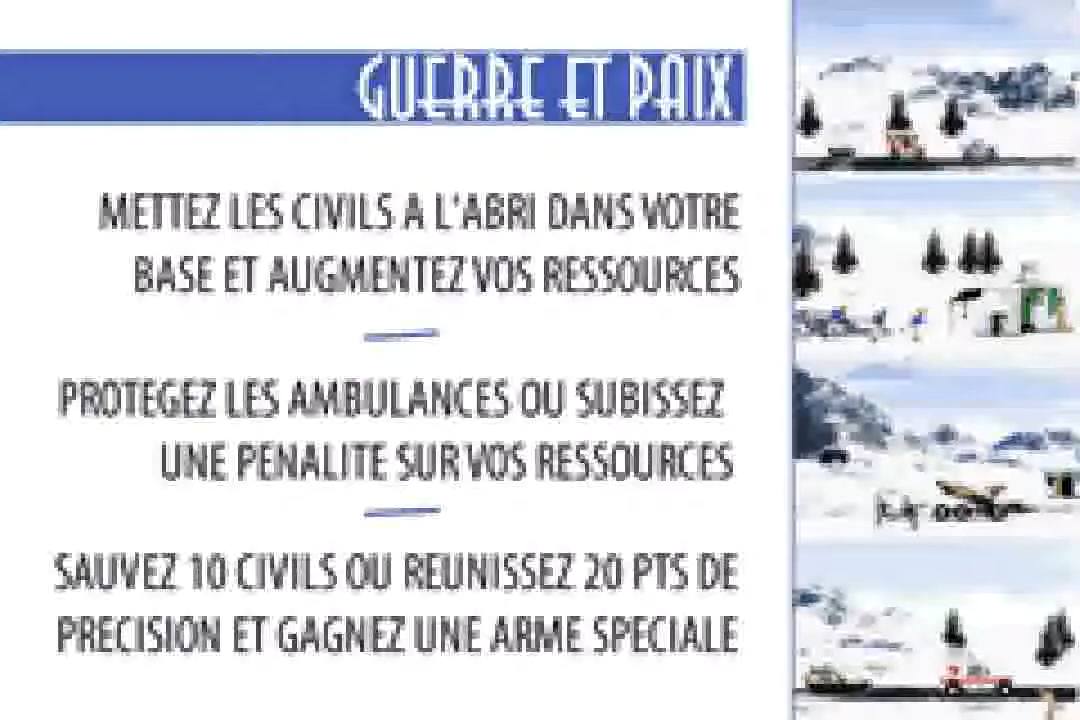 GUERRE ET PAIX
METTEZ LES CIVILS A L'ABRI DANS VOTRE
BASE ET AUGMENTEZ VOS RESSOURCES
PROTEGEZ LES AMBULANCES OU SUBISSEZ
UNE PENALITE SUR VOS RESSOURCES
SAUVEZ 10 CIVILS OU REUNISSEZ 20 PTS DE
PRECISION ET GAGNEZ UNE ARME SPECIALE